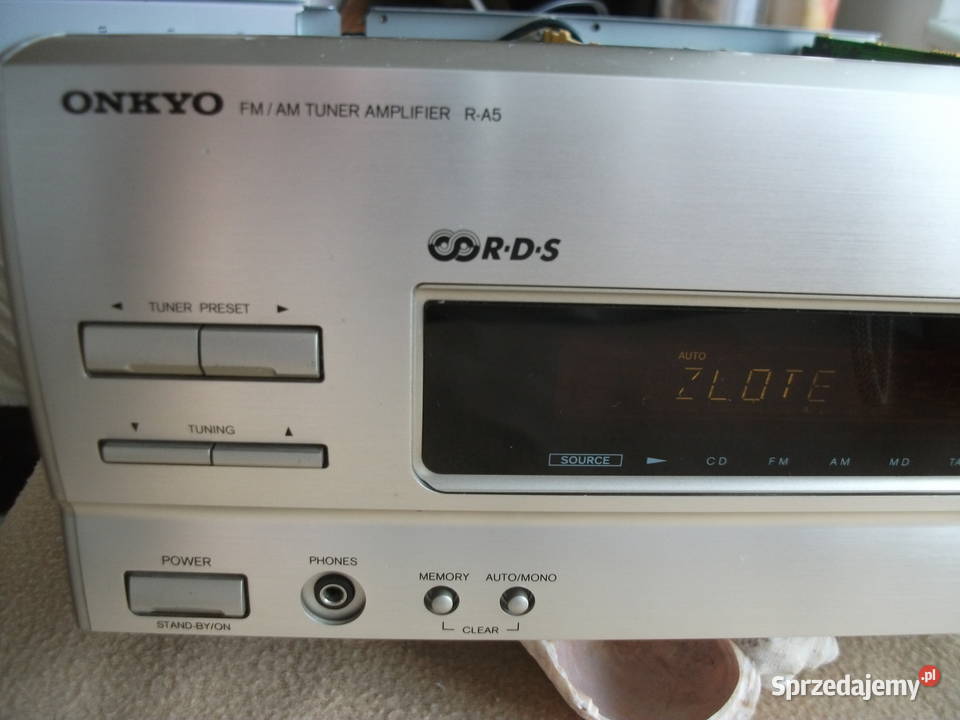 ONKYO FM / AM TUNER AMPLIFIER R-A5
R·D·S
◄ TUNER PRESET ►
AUTO
ZLOTE
▼ TUNING ▲
SOURCE ► CD FM AM MD TA
POWER
PHONES
MEMORY AUTO/MONO
STAND-BY/ON
CLEAR
Sprzedajemy.pl